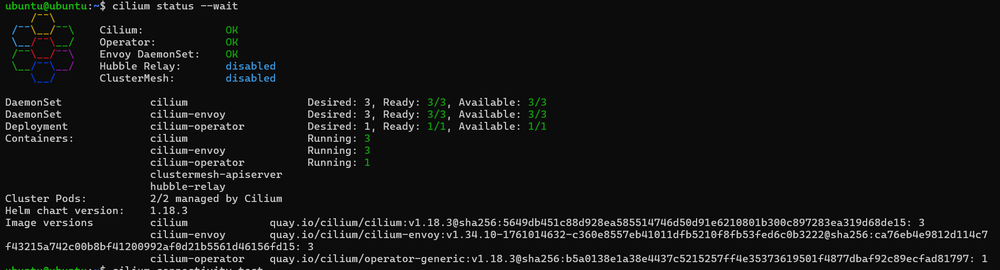 ubuntu@ubuntu:~$ cilium status --wait
    /¯¯\
 /¯¯\__/¯¯\    Cilium:             OK
 \__/¯¯\__/    Operator:           OK
 /¯¯\__/¯¯\    Envoy DaemonSet:    OK
 \__/¯¯\__/    Hubble Relay:       disabled
    \__/       ClusterMesh:        disabled

DaemonSet              cilium                   Desired: 3, Ready: 3/3, Available: 3/3
DaemonSet              cilium-envoy             Desired: 3, Ready: 3/3, Available: 3/3
Deployment             cilium-operator          Desired: 1, Ready: 1/1, Available: 1/1
Containers:            cilium                   Running: 3
                       cilium-envoy             Running: 3
                       cilium-operator          Running: 1
                       clustermesh-apiserver
                       hubble-relay
Cluster Pods:          2/2 managed by Cilium
Helm chart version:    1.18.3
Image versions         cilium             quay.io/cilium/cilium:v1.18.3@sha256:5649db451c88d928ea585514746d50d91e6210801b300c897283ea319d68de15: 3
                       cilium-envoy       quay.io/cilium/cilium-envoy:v1.34.10-1761014632-c360e8557eb41011dfb5210f8fb53fed6c0b3222@sha256:ca76eb4e9812d114c7
f43215a742c00b8bf41200992af0d21b5561d46156fd15: 3
                       cilium-operator    quay.io/cilium/operator-generic:v1.18.3@sha256:b5a0138e1a38e4437c5215257ff4e35373619501f4877dbaf92c89ecfad81797: 1
ubuntu@ubuntu:~$ cilium connectivity test